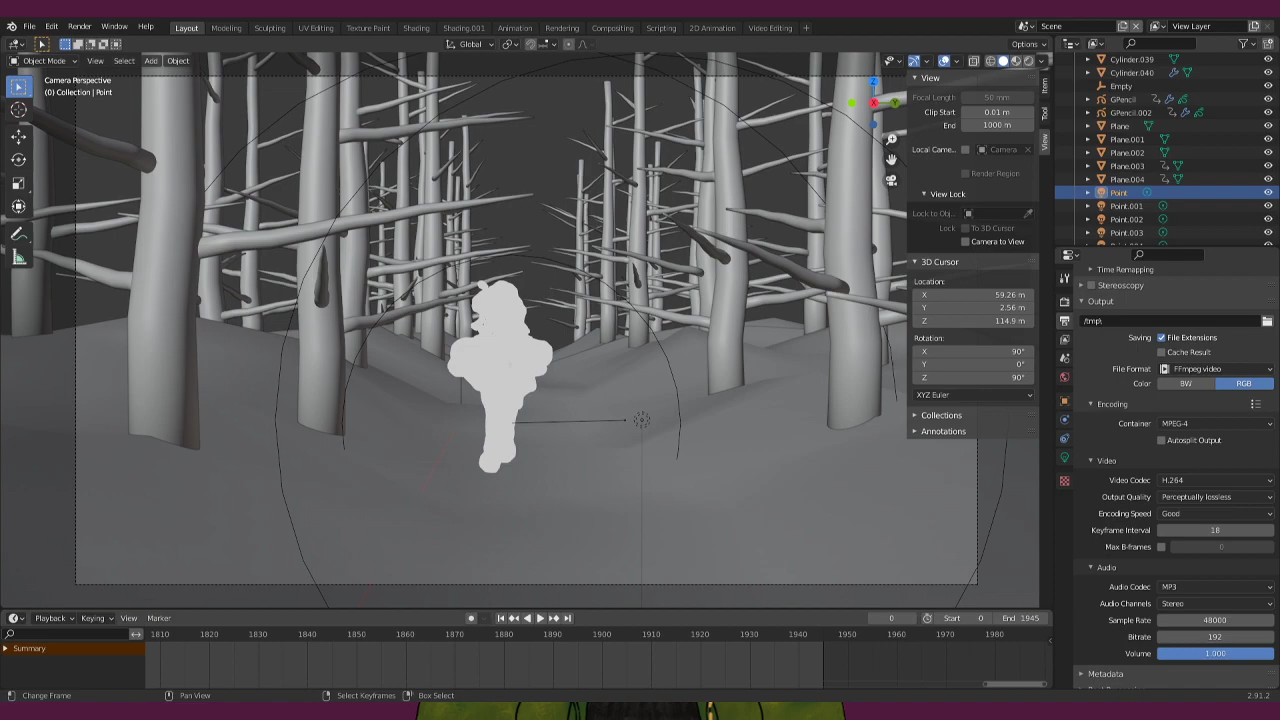 File Edit Render Window Help Layout Modeling Sculpting UV Editing Texture Paint Shading Shading.001 Animation Rendering Compositing Scripting 2D Animation Video Editing + Scene View Layer
Global Options
Object Mode View Select Add Object
Camera Perspective
(0) Collection | Point
View
Focal Length 50 mm
Clip Start 0.01 m
End 1000 m
Local Came... Camera
Render Region
View Lock
Lock to Obj...
Lock To 3D Cursor
Camera to View
3D Cursor
Location:
X 59.26 m
Y 2.56 m
Z 114.9 m
Rotation:
X 90°
Y 0°
Z 90°
XYZ Euler
Collections
Annotations
Item
Tool
View
X
Y
Z
Cylinder.039
Cylinder.040
Empty
GPencil
GPencil.002
Plane
Plane.001
Plane.002
Plane.003
Plane.004
Point
Point.001
Point.002
Point.003
Time Remapping
Stereoscopy
Output
/tmp\
Saving File Extensions
Cache Result
File Format FFmpeg video
Color BW RGB
Encoding
Container MPEG-4
Autosplit Output
Video
Video Codec H.264
Output Quality Perceptually lossless
Encoding Speed Good
Keyframe Interval 18
Max B-frames 0
Audio
Audio Codec MP3
Audio Channels Stereo
Sample Rate 48000
Bitrate 192
Volume 1.000
Metadata
Playback Keying View Marker 0 Start 0 End 1945
1810 1820 1830 1840 1850 1860 1870 1880 1890 1900 1910 1920 1930 1940 1950 1960 1970 1980
Summary
Change Frame Pan View Select Keyframes Box Select 2.91.2